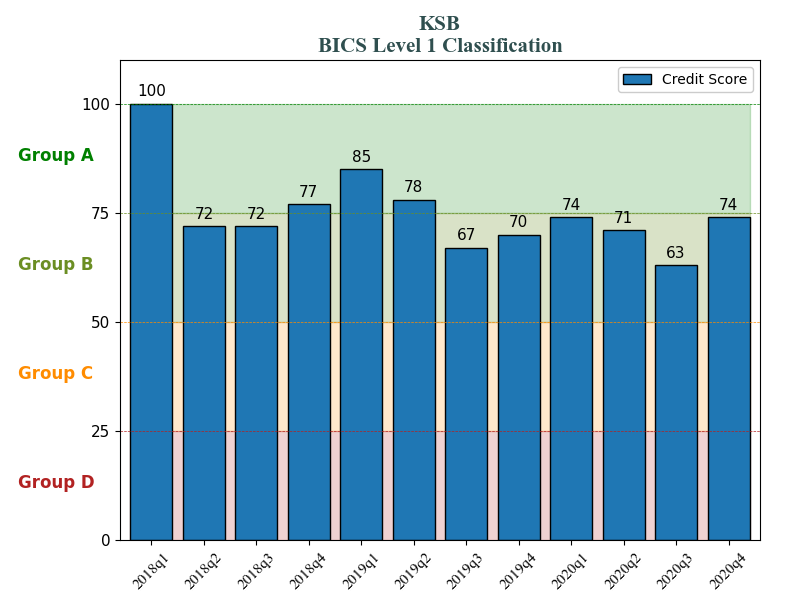 KSB
BICS Level 1 Classification
Credit Score
100
75
50
25
0
Group A
Group B
Group C
Group D
100
72
72
77
85
78
67
70
74
71
63
74
2018q1
2018q2
2018q3
2018q4
2019q1
2019q2
2019q3
2019q4
2020q1
2020q2
2020q3
2020q4